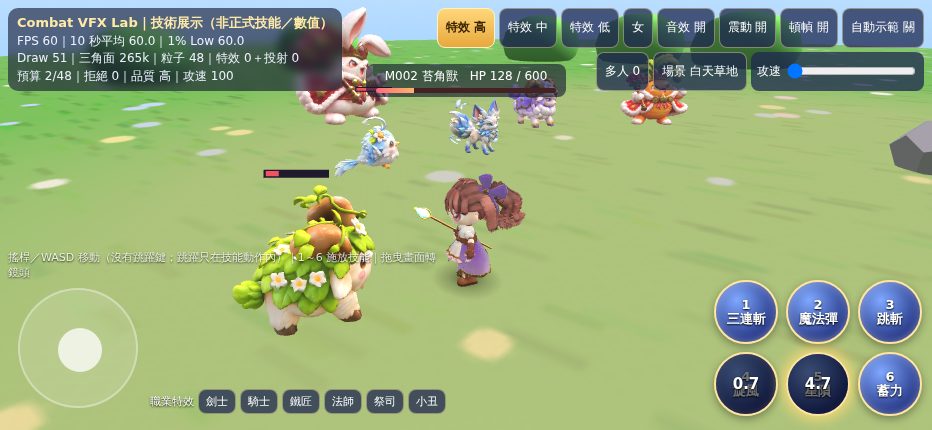 Combat VFX Lab｜技術展示（非正式技能／數值）
FPS 60｜10 秒平均 60.0｜1% Low 60.0
Draw 51｜三角面 265k｜粒子 48｜特效 0＋投射 0
預算 2/48｜拒絕 0｜品質 高｜攻速 100
特效 高
特效 中
特效 低
女
音效 開
震動 開
頓幀 開
自動示範 關
M002 苔角獸 HP 128 / 600
多人 0
場景 白天草地
攻速
搖桿／WASD 移動（沒有跳躍鍵；跳躍只在技能動作內）｜1～6 施放技能｜拖曳畫面轉
鏡頭
1
三連斬
2
魔法彈
3
跳斬
0.7
旋風
4.7
6
蓄力
職業特效
劍士
騎士
鐵匠
法師
祭司
小丑